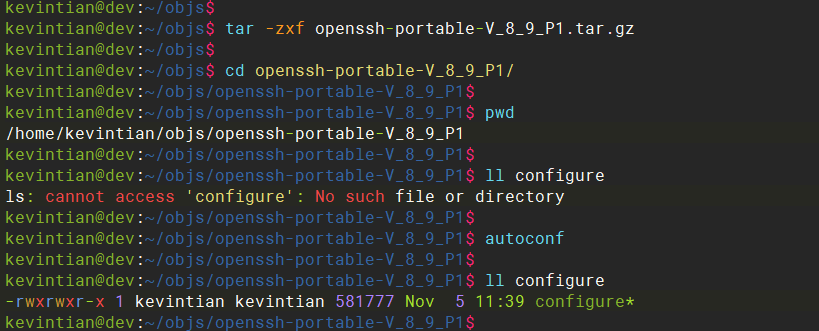 kevintian@dev:~/objs$
kevintian@dev:~/objs$ tar -zxf openssh-portable-V_8_9_P1.tar.gz
kevintian@dev:~/objs$
kevintian@dev:~/objs$ cd openssh-portable-V_8_9_P1/
kevintian@dev:~/objs/openssh-portable-V_8_9_P1$
kevintian@dev:~/objs/openssh-portable-V_8_9_P1$ pwd
/home/kevintian/objs/openssh-portable-V_8_9_P1
kevintian@dev:~/objs/openssh-portable-V_8_9_P1$
kevintian@dev:~/objs/openssh-portable-V_8_9_P1$ ll configure
ls: cannot access 'configure': No such file or directory
kevintian@dev:~/objs/openssh-portable-V_8_9_P1$
kevintian@dev:~/objs/openssh-portable-V_8_9_P1$ autoconf
kevintian@dev:~/objs/openssh-portable-V_8_9_P1$
kevintian@dev:~/objs/openssh-portable-V_8_9_P1$ ll configure
-rwxrwxr-x 1 kevintian kevintian 581777 Nov  5 11:39 configure*
kevintian@dev:~/objs/openssh-portable-V_8_9_P1$